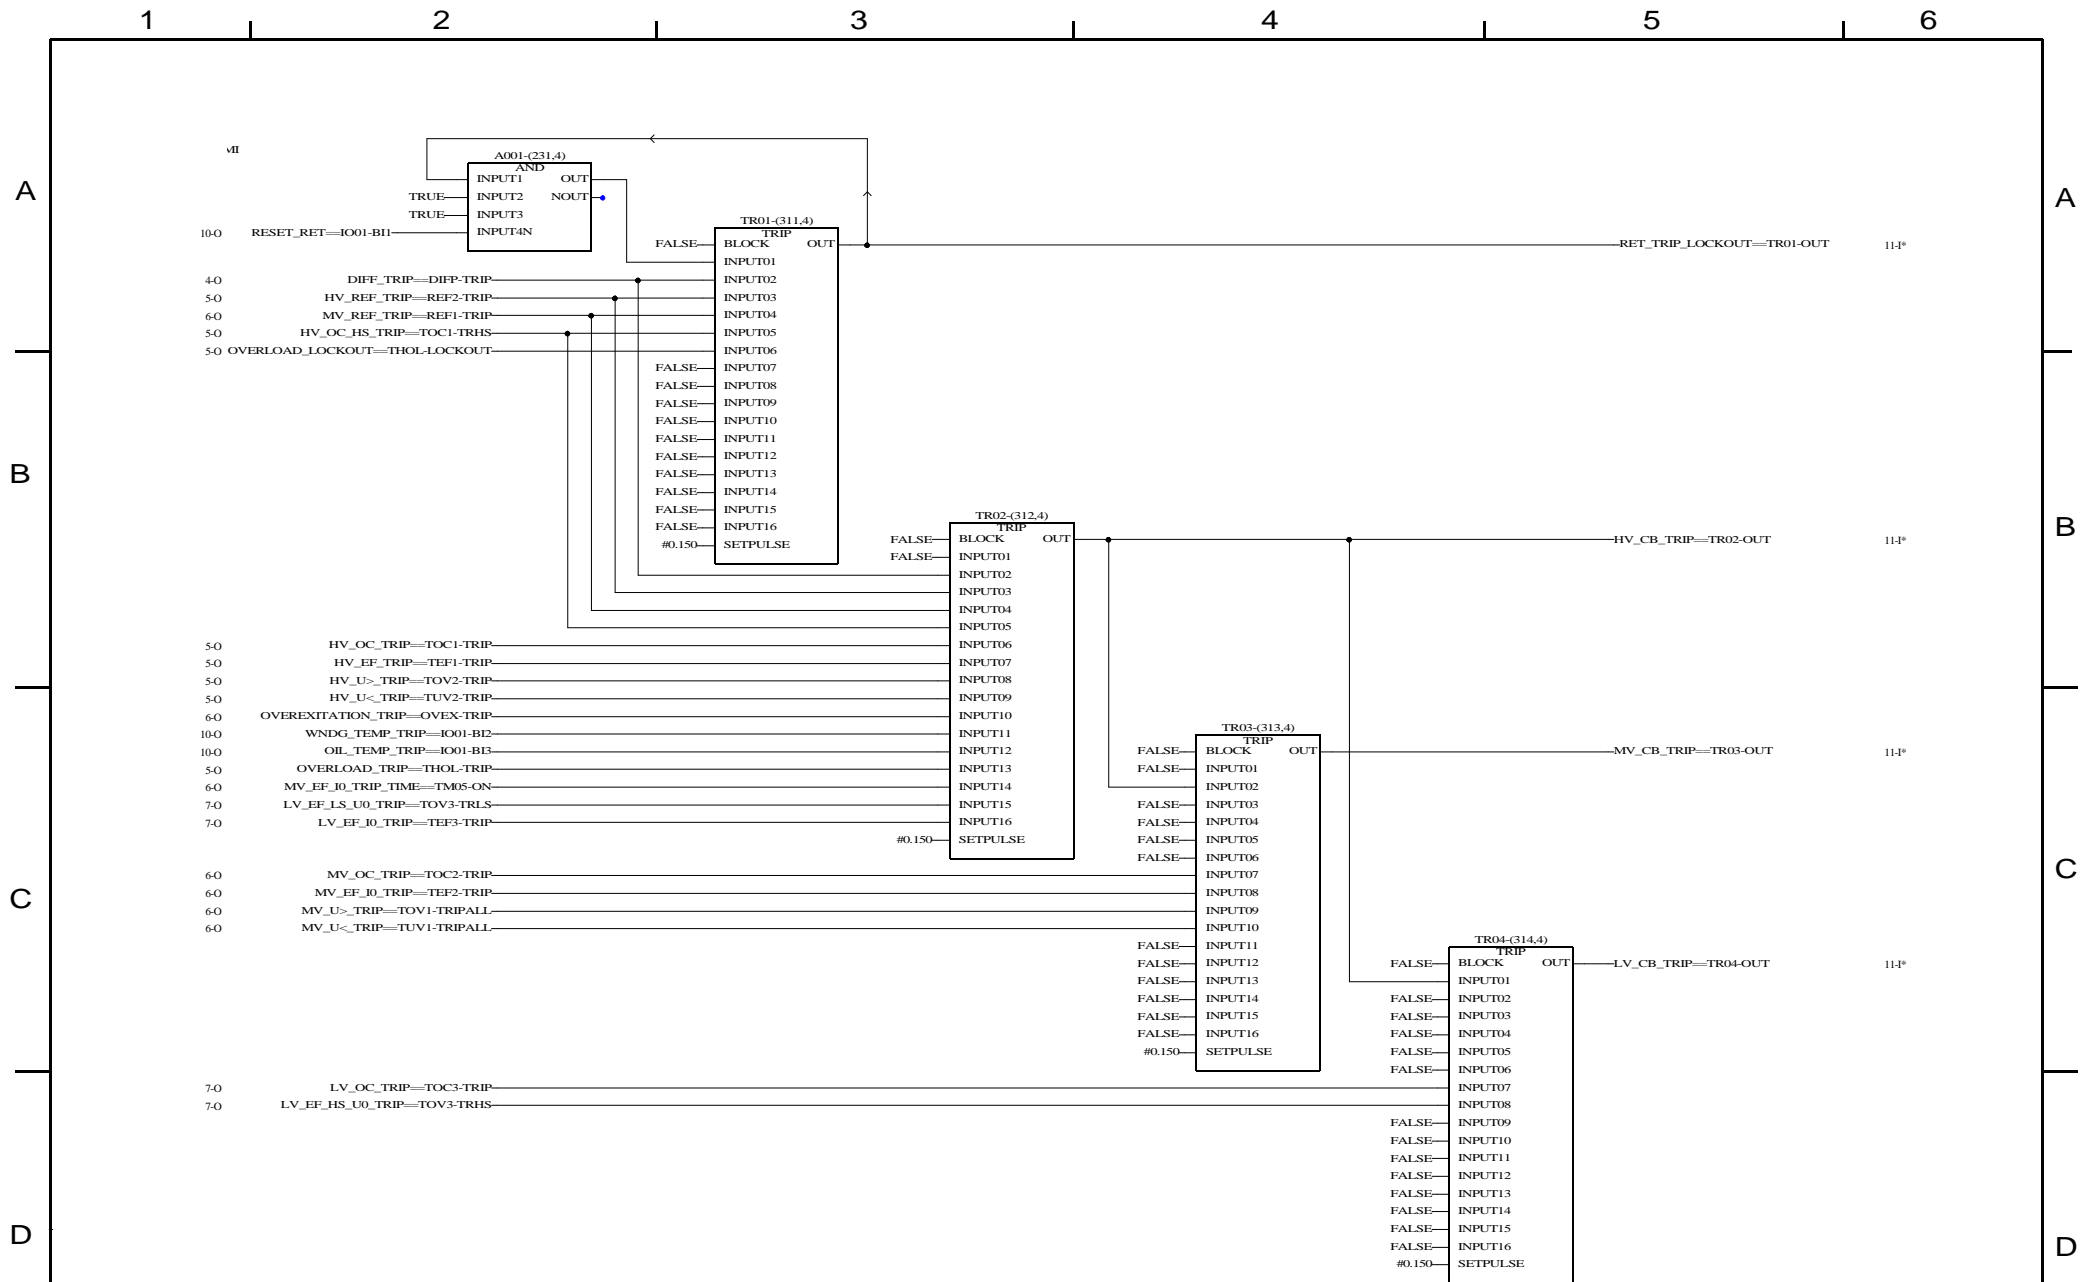 1 2 3 4 5 6
MI
A001-(231,4)
AND
INPUT1 OUT
A TRUE INPUT2 NOUT A
TRUE INPUT3
10-O RESET_RET==IO01-BI1 INPUT4N
TR01-(311,4)
TRIP
FALSE BLOCK OUT RET_TRIP_LOCKOUT==TR01-OUT 11-I*
INPUT01
4-O DIFF_TRIP==DIFP-TRIP INPUT02
5-O HV_REF_TRIP==REF2-TRIP INPUT03
6-O MV_REF_TRIP==REF1-TRIP INPUT04
5-O HV_OC_HS_TRIP==TOC1-TRHS INPUT05
5-O OVERLOAD_LOCKOUT==THOL-LOCKOUT INPUT06
FALSE INPUT07
FALSE INPUT08
FALSE INPUT09
FALSE INPUT10
FALSE INPUT11
FALSE INPUT12
B FALSE INPUT13
FALSE INPUT14
FALSE INPUT15
TR02-(312,4)
FALSE INPUT16 TRIP B
FALSE BLOCK OUT HV_CB_TRIP==TR02-OUT 11-I*
#0.150 SETPULSE
FALSE INPUT01
INPUT02
INPUT03
INPUT04
INPUT05
5-O HV_OC_TRIP==TOC1-TRIP INPUT06
5-O HV_EF_TRIP==TEF1-TRIP INPUT07
5-O HV_U>_TRIP==TOV2-TRIP INPUT08
5-O HV_U<_TRIP==TUV2-TRIP INPUT09
6-O OVEREXITATION_TRIP==OVEX-TRIP INPUT10
TR03-(313,4)
10-O WNDG_TEMP_TRIP==IO01-BI2 INPUT11
TRIP
10-O OIL_TEMP_TRIP==IO01-BI3 INPUT12 FALSE BLOCK OUT MV_CB_TRIP==TR03-OUT 11-I*
5-O OVERLOAD_TRIP==THOL-TRIP INPUT13 FALSE INPUT01
6-O MV_EF_I0_TRIP_TIME==TM05-ON INPUT14 INPUT02
7-O LV_EF_LS_U0_TRIP==TOV3-TRLS INPUT15 FALSE INPUT03
7-O LV_EF_I0_TRIP==TEF3-TRIP INPUT16 FALSE INPUT04
#0.150 SETPULSE FALSE INPUT05
FALSE INPUT06
6-O MV_OC_TRIP==TOC2-TRIP INPUT07 C
C 6-O MV_EF_I0_TRIP==TEF2-TRIP INPUT08
6-O MV_U>_TRIP==TOV1-TRIPALL INPUT09
6-O MV_U<_TRIP==TUV1-TRIPALL INPUT10
TR04-(314,4)
FALSE INPUT11 TRIP
FALSE INPUT12 FALSE BLOCK OUT LV_CB_TRIP==TR04-OUT 11-I*
FALSE INPUT13 INPUT01
FALSE INPUT14 FALSE INPUT02
FALSE INPUT15 FALSE INPUT03
FALSE INPUT16 FALSE INPUT04
#0.150 SETPULSE FALSE INPUT05
FALSE INPUT06
7-O LV_OC_TRIP==TOC3-TRIP INPUT07
7-O LV_EF_HS_U0_TRIP==TOV3-TRHS INPUT08
FALSE INPUT09
FALSE INPUT10
FALSE INPUT11
FALSE INPUT12
FALSE INPUT13
FALSE INPUT14
D FALSE INPUT15
FALSE INPUT16 D
#0.150 SETPULSE